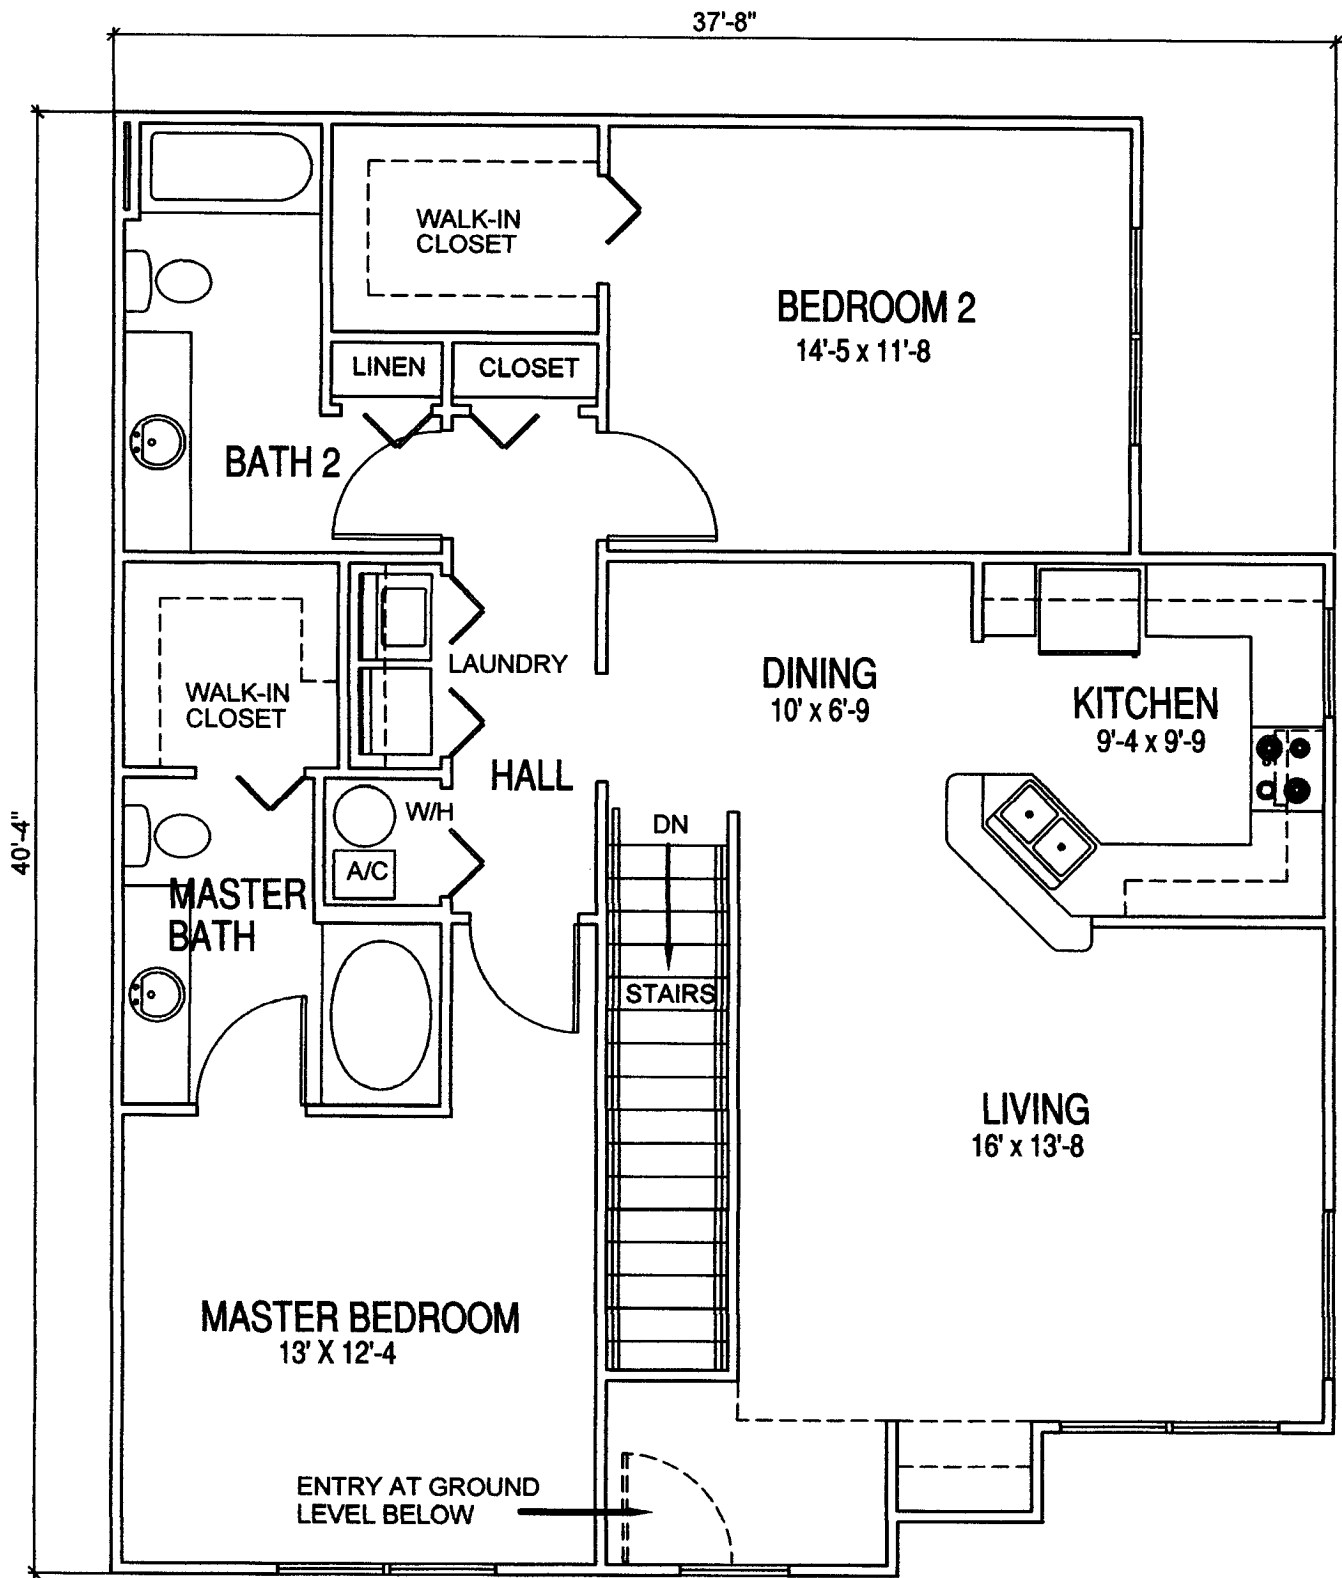 37'-8"
WALK-IN
CLOSET
BEDROOM 2
14'-5 x 11'-8
LINEN
CLOSET
BATH 2
LAUNDRY
WALK-IN
CLOSET
DINING
10' x 6'-9
KITCHEN
9'-4 x 9'-9
HALL
W/H
A/C
DN
40'-4"
MASTER
BATH
STAIRS
LIVING
16' x 13'-8
MASTER BEDROOM
13' X 12'-4
ENTRY AT GROUND
LEVEL BELOW